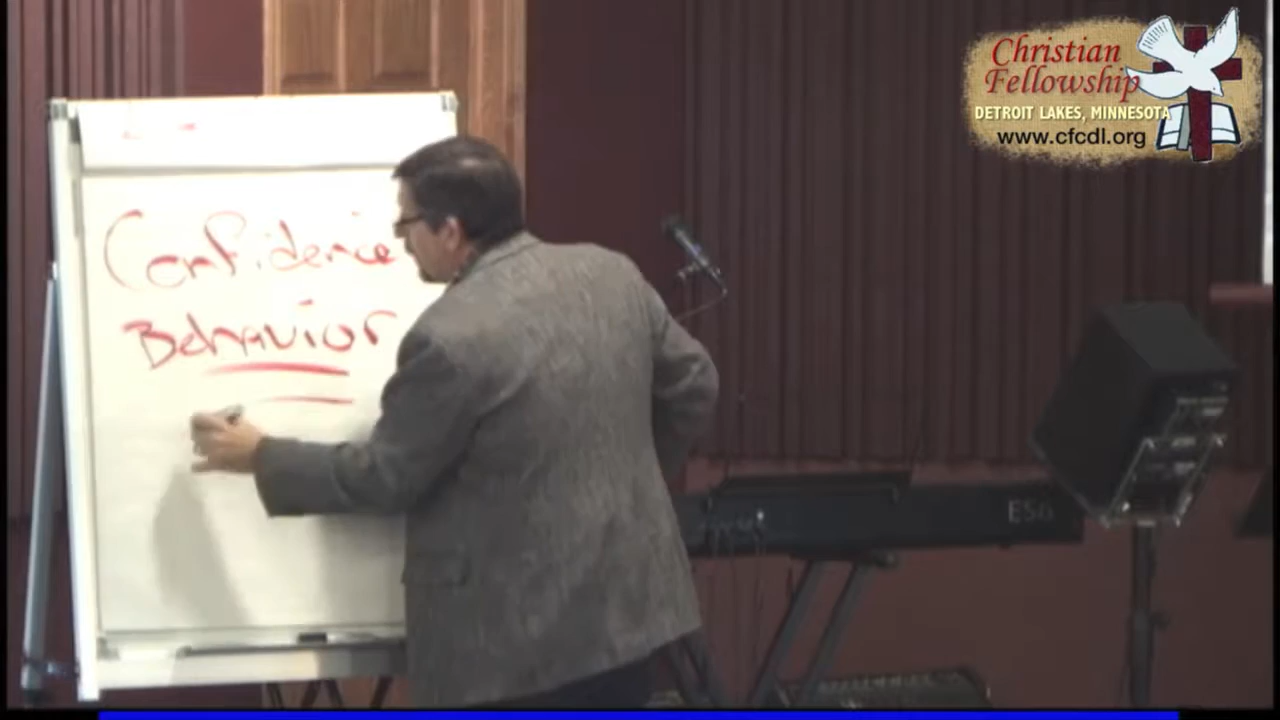 Christian
Fellowship
DETROIT LAKES, MINNESOTA
www.cfcdl.org
Confidence
Behavior
ES6